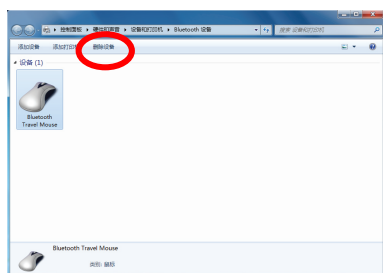 控制面板 ▸ 硬件和声音 ▸ 设备和打印机 ▸ Bluetooth 设备
搜索 设备和打印机
添加设备 添加打印机 删除设备
设备 (1)
Bluetooth
Travel Mouse
Bluetooth Travel Mouse
类别: 鼠标